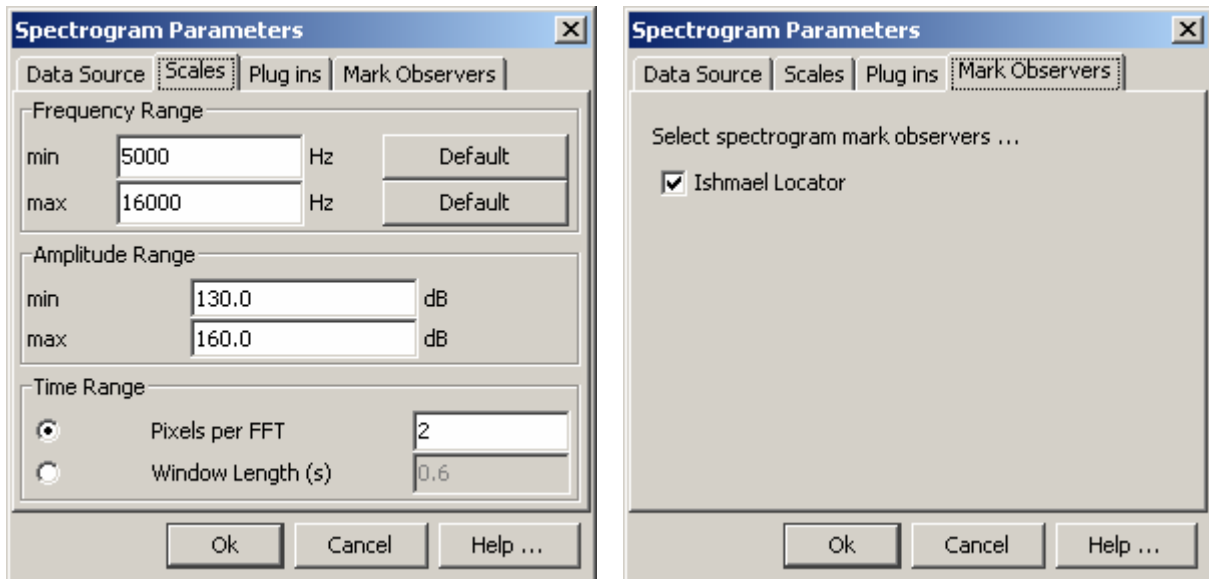 Spectrogram Parameters
Data Source Scales Plug ins Mark Observers
Frequency Range
min 5000 Hz Default
max 16000 Hz Default
Amplitude Range
min 130.0 dB
max 160.0 dB
Time Range
Pixels per FFT 2
Window Length (s) 0.6
Ok Cancel Help ...
Spectrogram Parameters
Data Source Scales Plug ins Mark Observers
Select spectrogram mark observers ...
Ishmael Locator
Ok Cancel Help ...